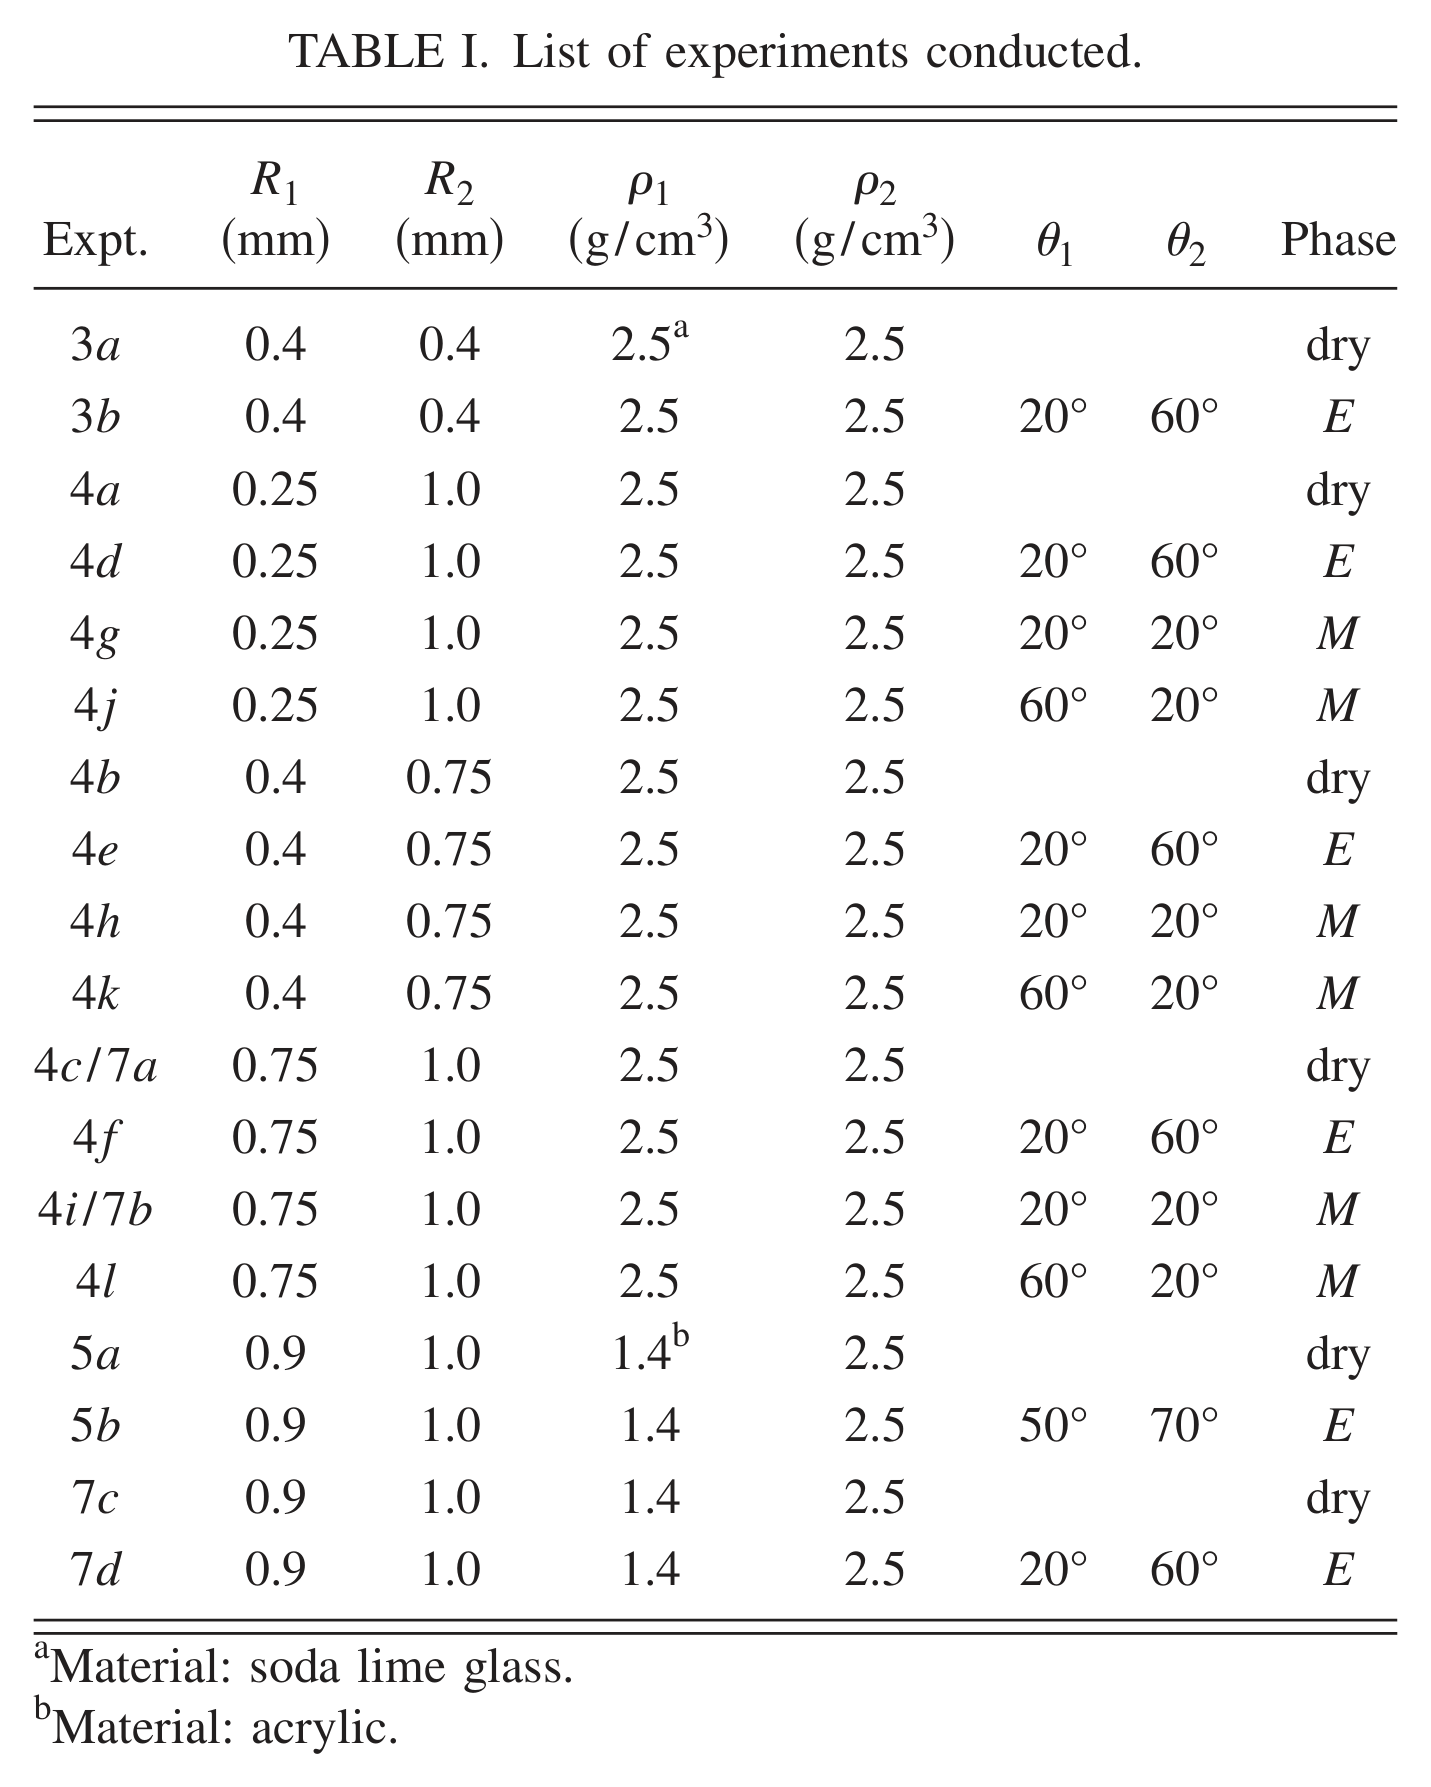 TABLE I. List of experiments conducted.
R₁ R₂ ρ₁ ρ₂
Expt. (mm) (mm) (g/cm³) (g/cm³) θ₁ θ₂ Phase
3a 0.4 0.4 2.5ᵃ 2.5 dry
3b 0.4 0.4 2.5 2.5 20° 60° E
4a 0.25 1.0 2.5 2.5 dry
4d 0.25 1.0 2.5 2.5 20° 60° E
4g 0.25 1.0 2.5 2.5 20° 20° M
4j 0.25 1.0 2.5 2.5 60° 20° M
4b 0.4 0.75 2.5 2.5 dry
4e 0.4 0.75 2.5 2.5 20° 60° E
4h 0.4 0.75 2.5 2.5 20° 20° M
4k 0.4 0.75 2.5 2.5 60° 20° M
4c/7a 0.75 1.0 2.5 2.5 dry
4f 0.75 1.0 2.5 2.5 20° 60° E
4i/7b 0.75 1.0 2.5 2.5 20° 20° M
4l 0.75 1.0 2.5 2.5 60° 20° M
5a 0.9 1.0 1.4ᵇ 2.5 dry
5b 0.9 1.0 1.4 2.5 50° 70° E
7c 0.9 1.0 1.4 2.5 dry
7d 0.9 1.0 1.4 2.5 20° 60° E
ᵃMaterial: soda lime glass.
ᵇMaterial: acrylic.